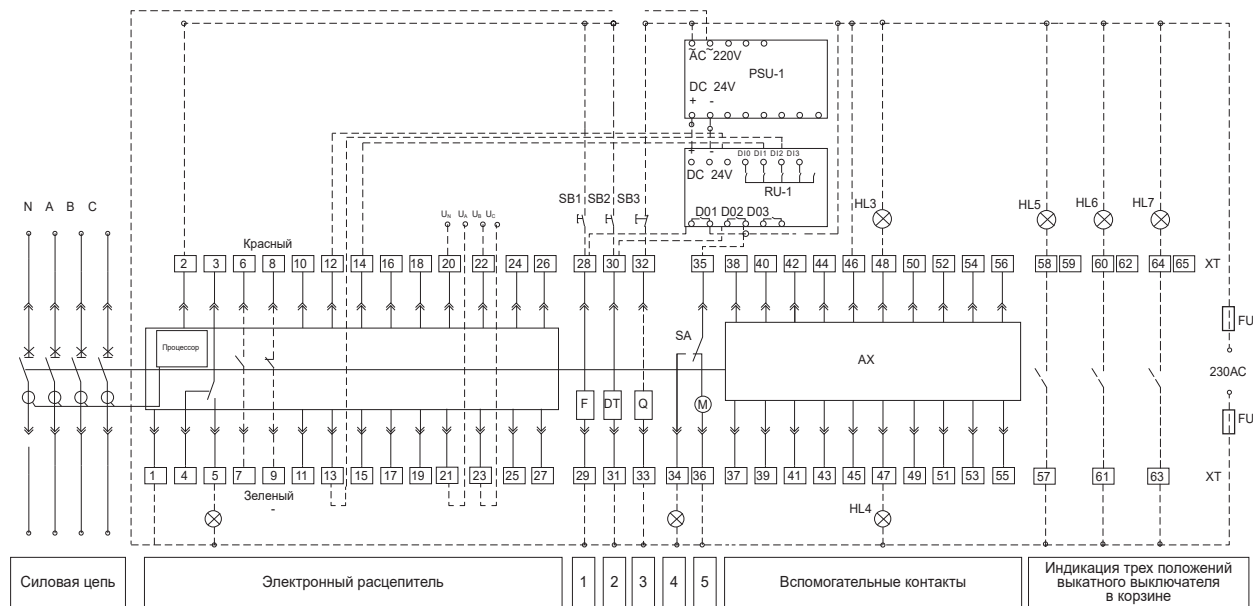 ~ ~
AC 220V
PSU-1
DC 24V
+ -
+ -
DI0 DI1 DI2 DI3
DC 24V
RU-1
SB1 SB2 SB3
D01 D02 D03
HL3
HL5 HL6 HL7
N A B C
UN UA UB UC
Красный
2 3 6 8 10 12 14 16 18 20 22 24 26 28 30 32 35 38 40 42 44 46 48 50 52 54 56 58 59 60 62 64 65 XT
FU
Процессор
SA
AX
230AC
F DT Q M
FU
1 4 5 7 9 11 13 15 17 19 21 23 25 27 29 31 33 34 36 37 39 41 43 45 47 49 51 53 55 57 61 63 XT
Зеленый
-
HL4
Силовая цепь
Электронный расцепитель
1 2 3 4 5
Вспомогательные контакты
Индикация трех положений
выкатного выключателя
в корзине